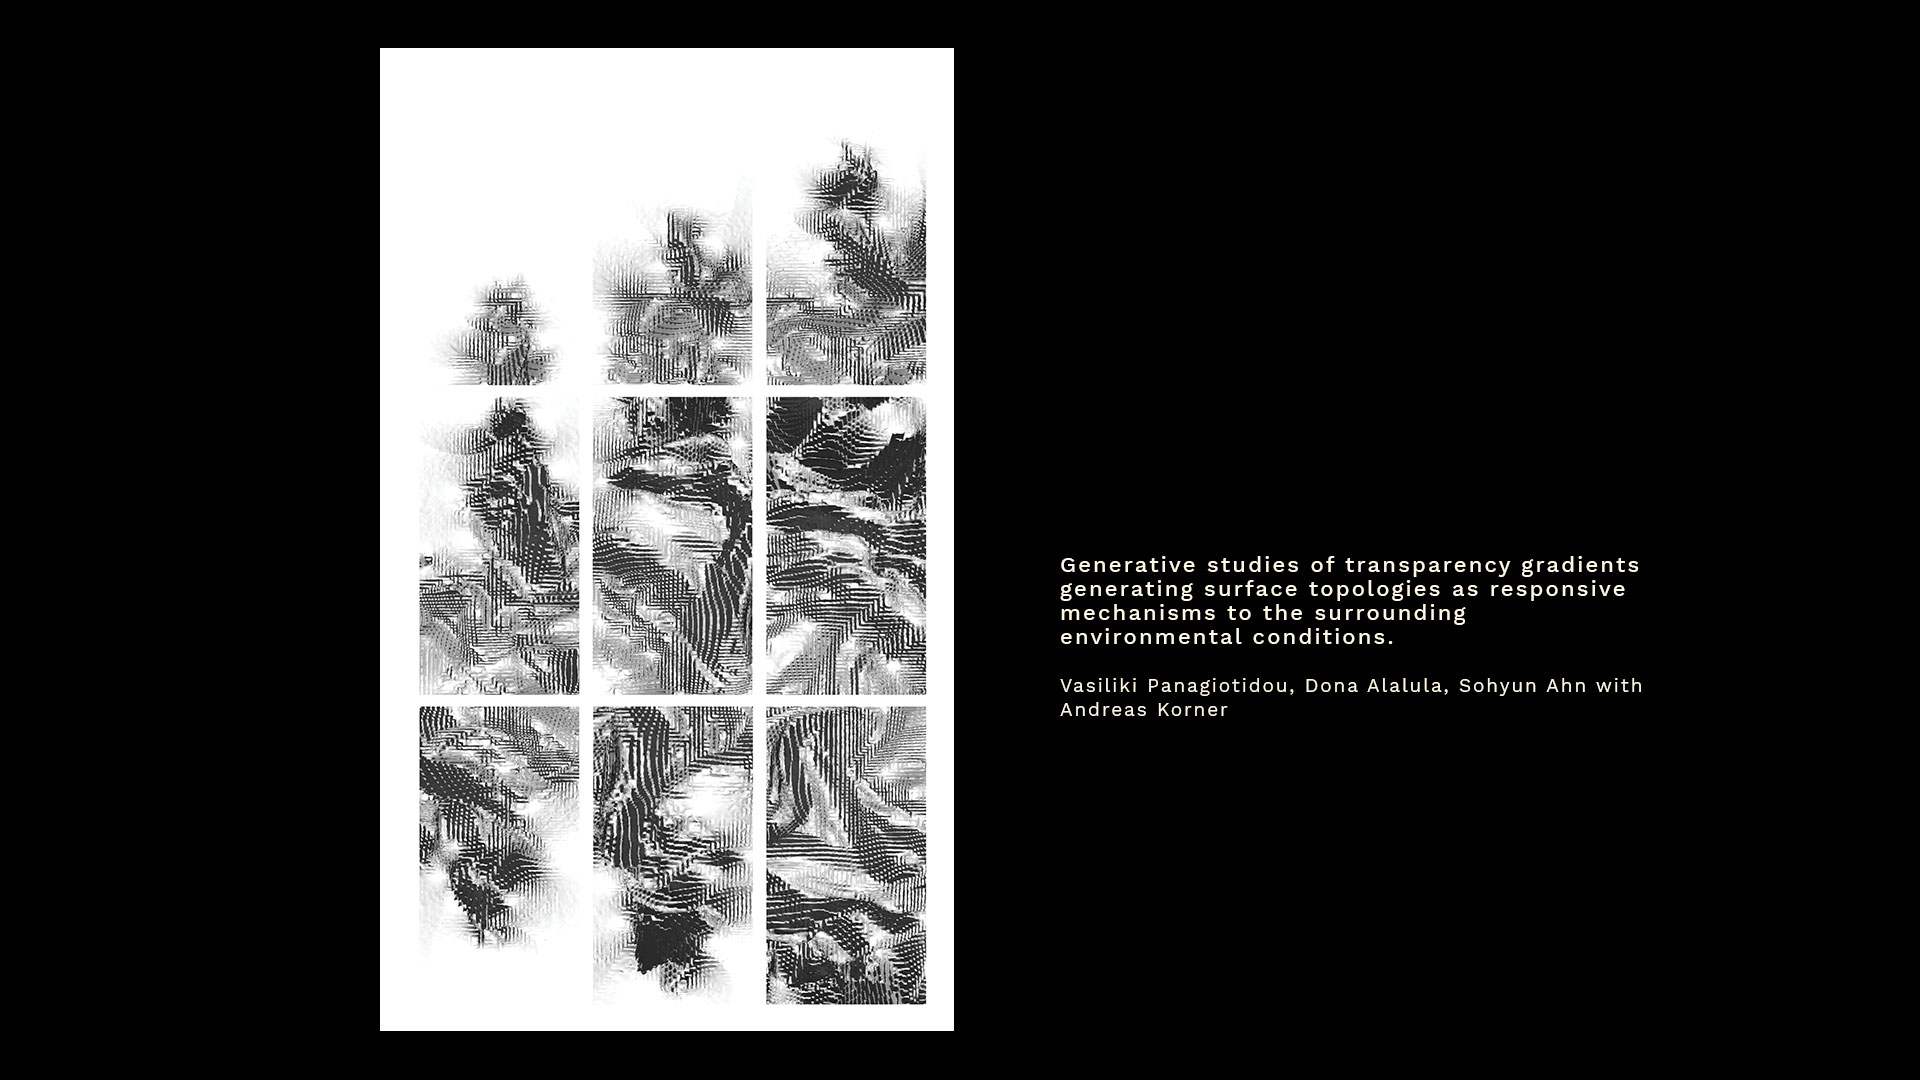 Generative studies of transparency gradients
generating surface topologies as responsive
mechanisms to the surrounding
environmental conditions.
Vasiliki Panagiotidou, Dona Alalula, Sohyun Ahn with
Andreas Korner